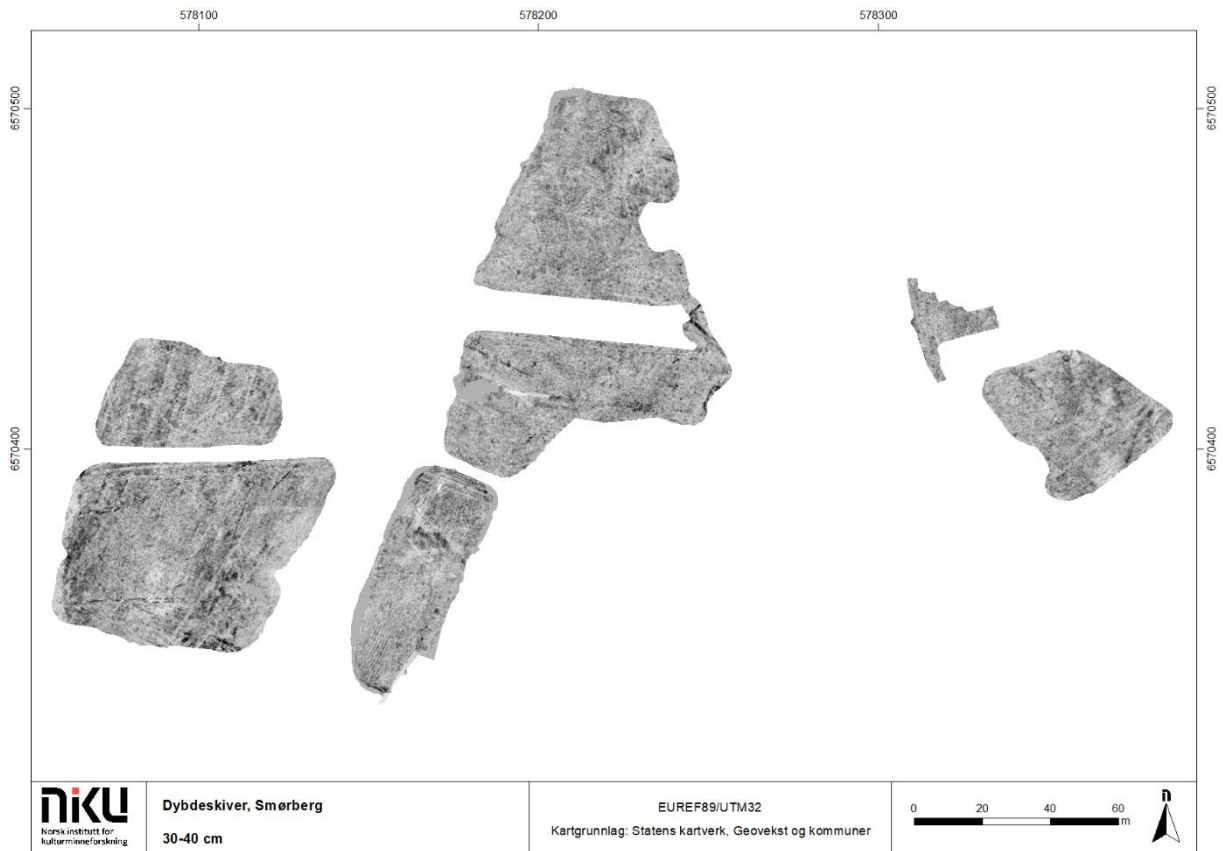 578100 578200 578300
6570500 6570500
6570400 6570400
NIKU
Norsk institutt for
kulturminneforskning
Dybdeskiver, Smørberg
30-40 cm
EUREF89/UTM32
Kartgrunnlag: Statens kartverk, Geovekst og kommuner
0 20 40 60
m
n